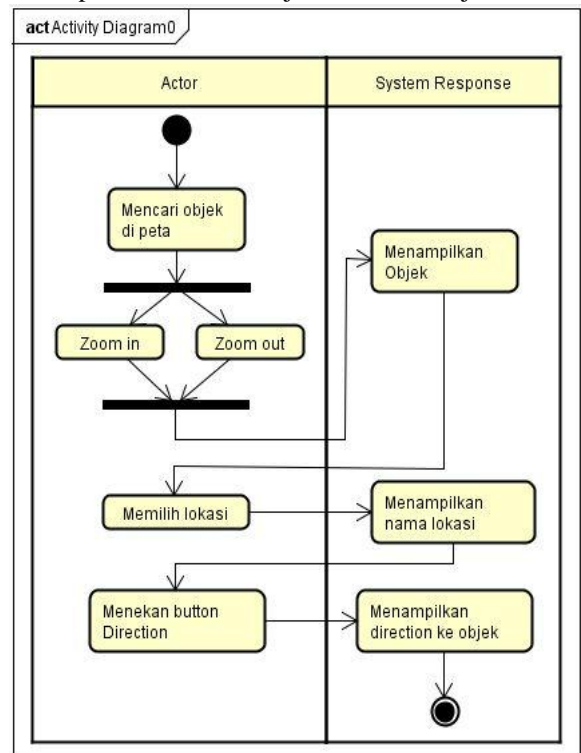 act Activity Diagram0
Actor
System Response
Mencari objek
di peta
Zoom in
Zoom out
Menampilkan
Objek
Memilih lokasi
Menampilkan
nama lokasi
Menekan button
Direction
Menampilkan
direction ke objek